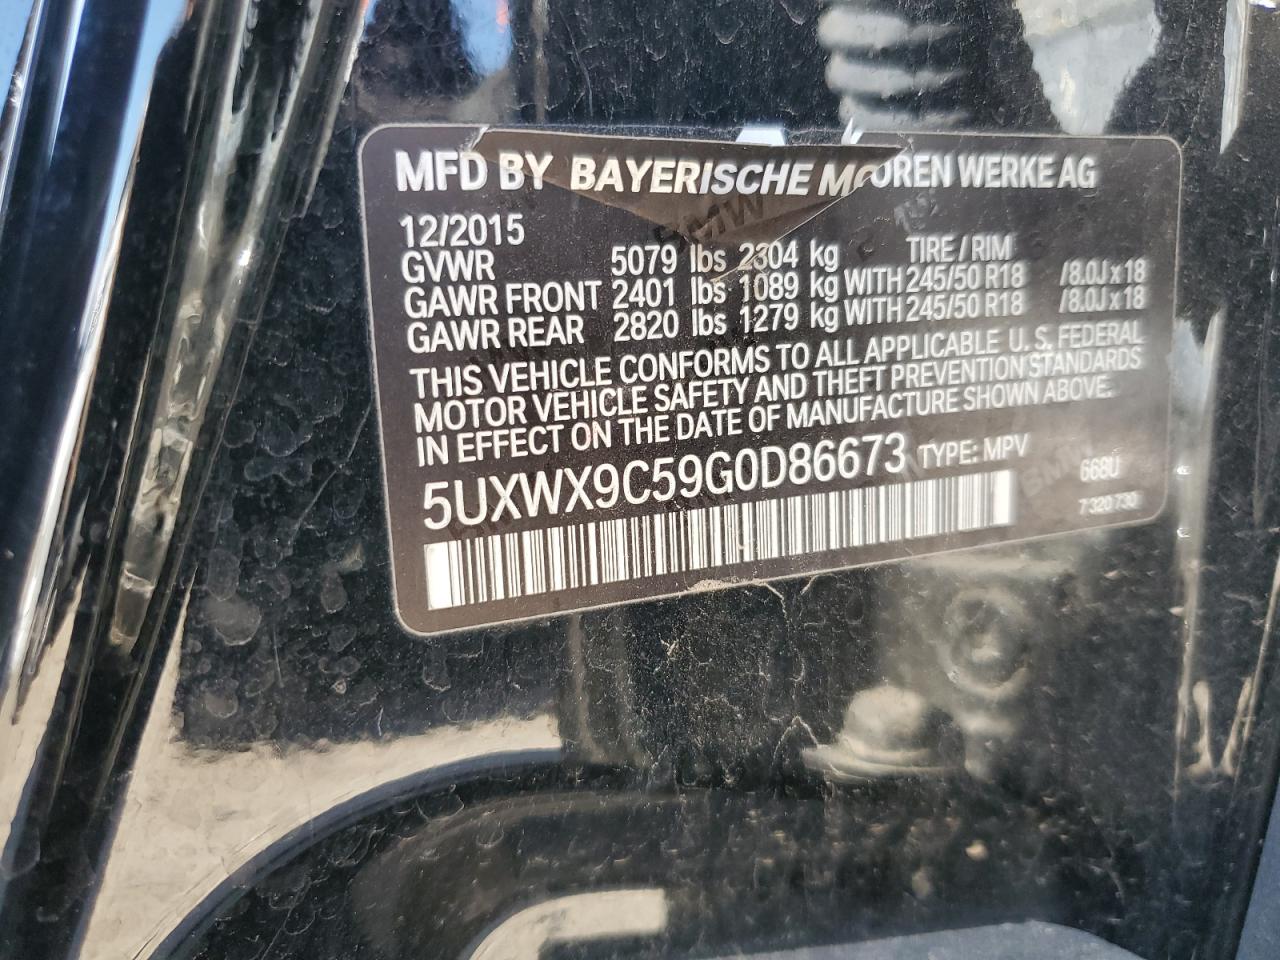 MFD BY BAYERISCHE MOOREN WERKE AG
12/2015
GVWR 5079 lbs 2304 kg TIRE / RIM
GAWR FRONT 2401 lbs 1089 kg WITH 245/50 R18 /8.0J x 18
GAWR REAR 2820 lbs 1279 kg WITH 245/50 R18 /8.0J x 18
THIS VEHICLE CONFORMS TO ALL APPLICABLE U.S. FEDERAL
MOTOR VEHICLE SAFETY AND THEFT PREVENTION STANDARDS
IN EFFECT ON THE DATE OF MANUFACTURE SHOWN ABOVE.
5UXWX9C59G0D86673 TYPE: MPV 668U
7 320 730